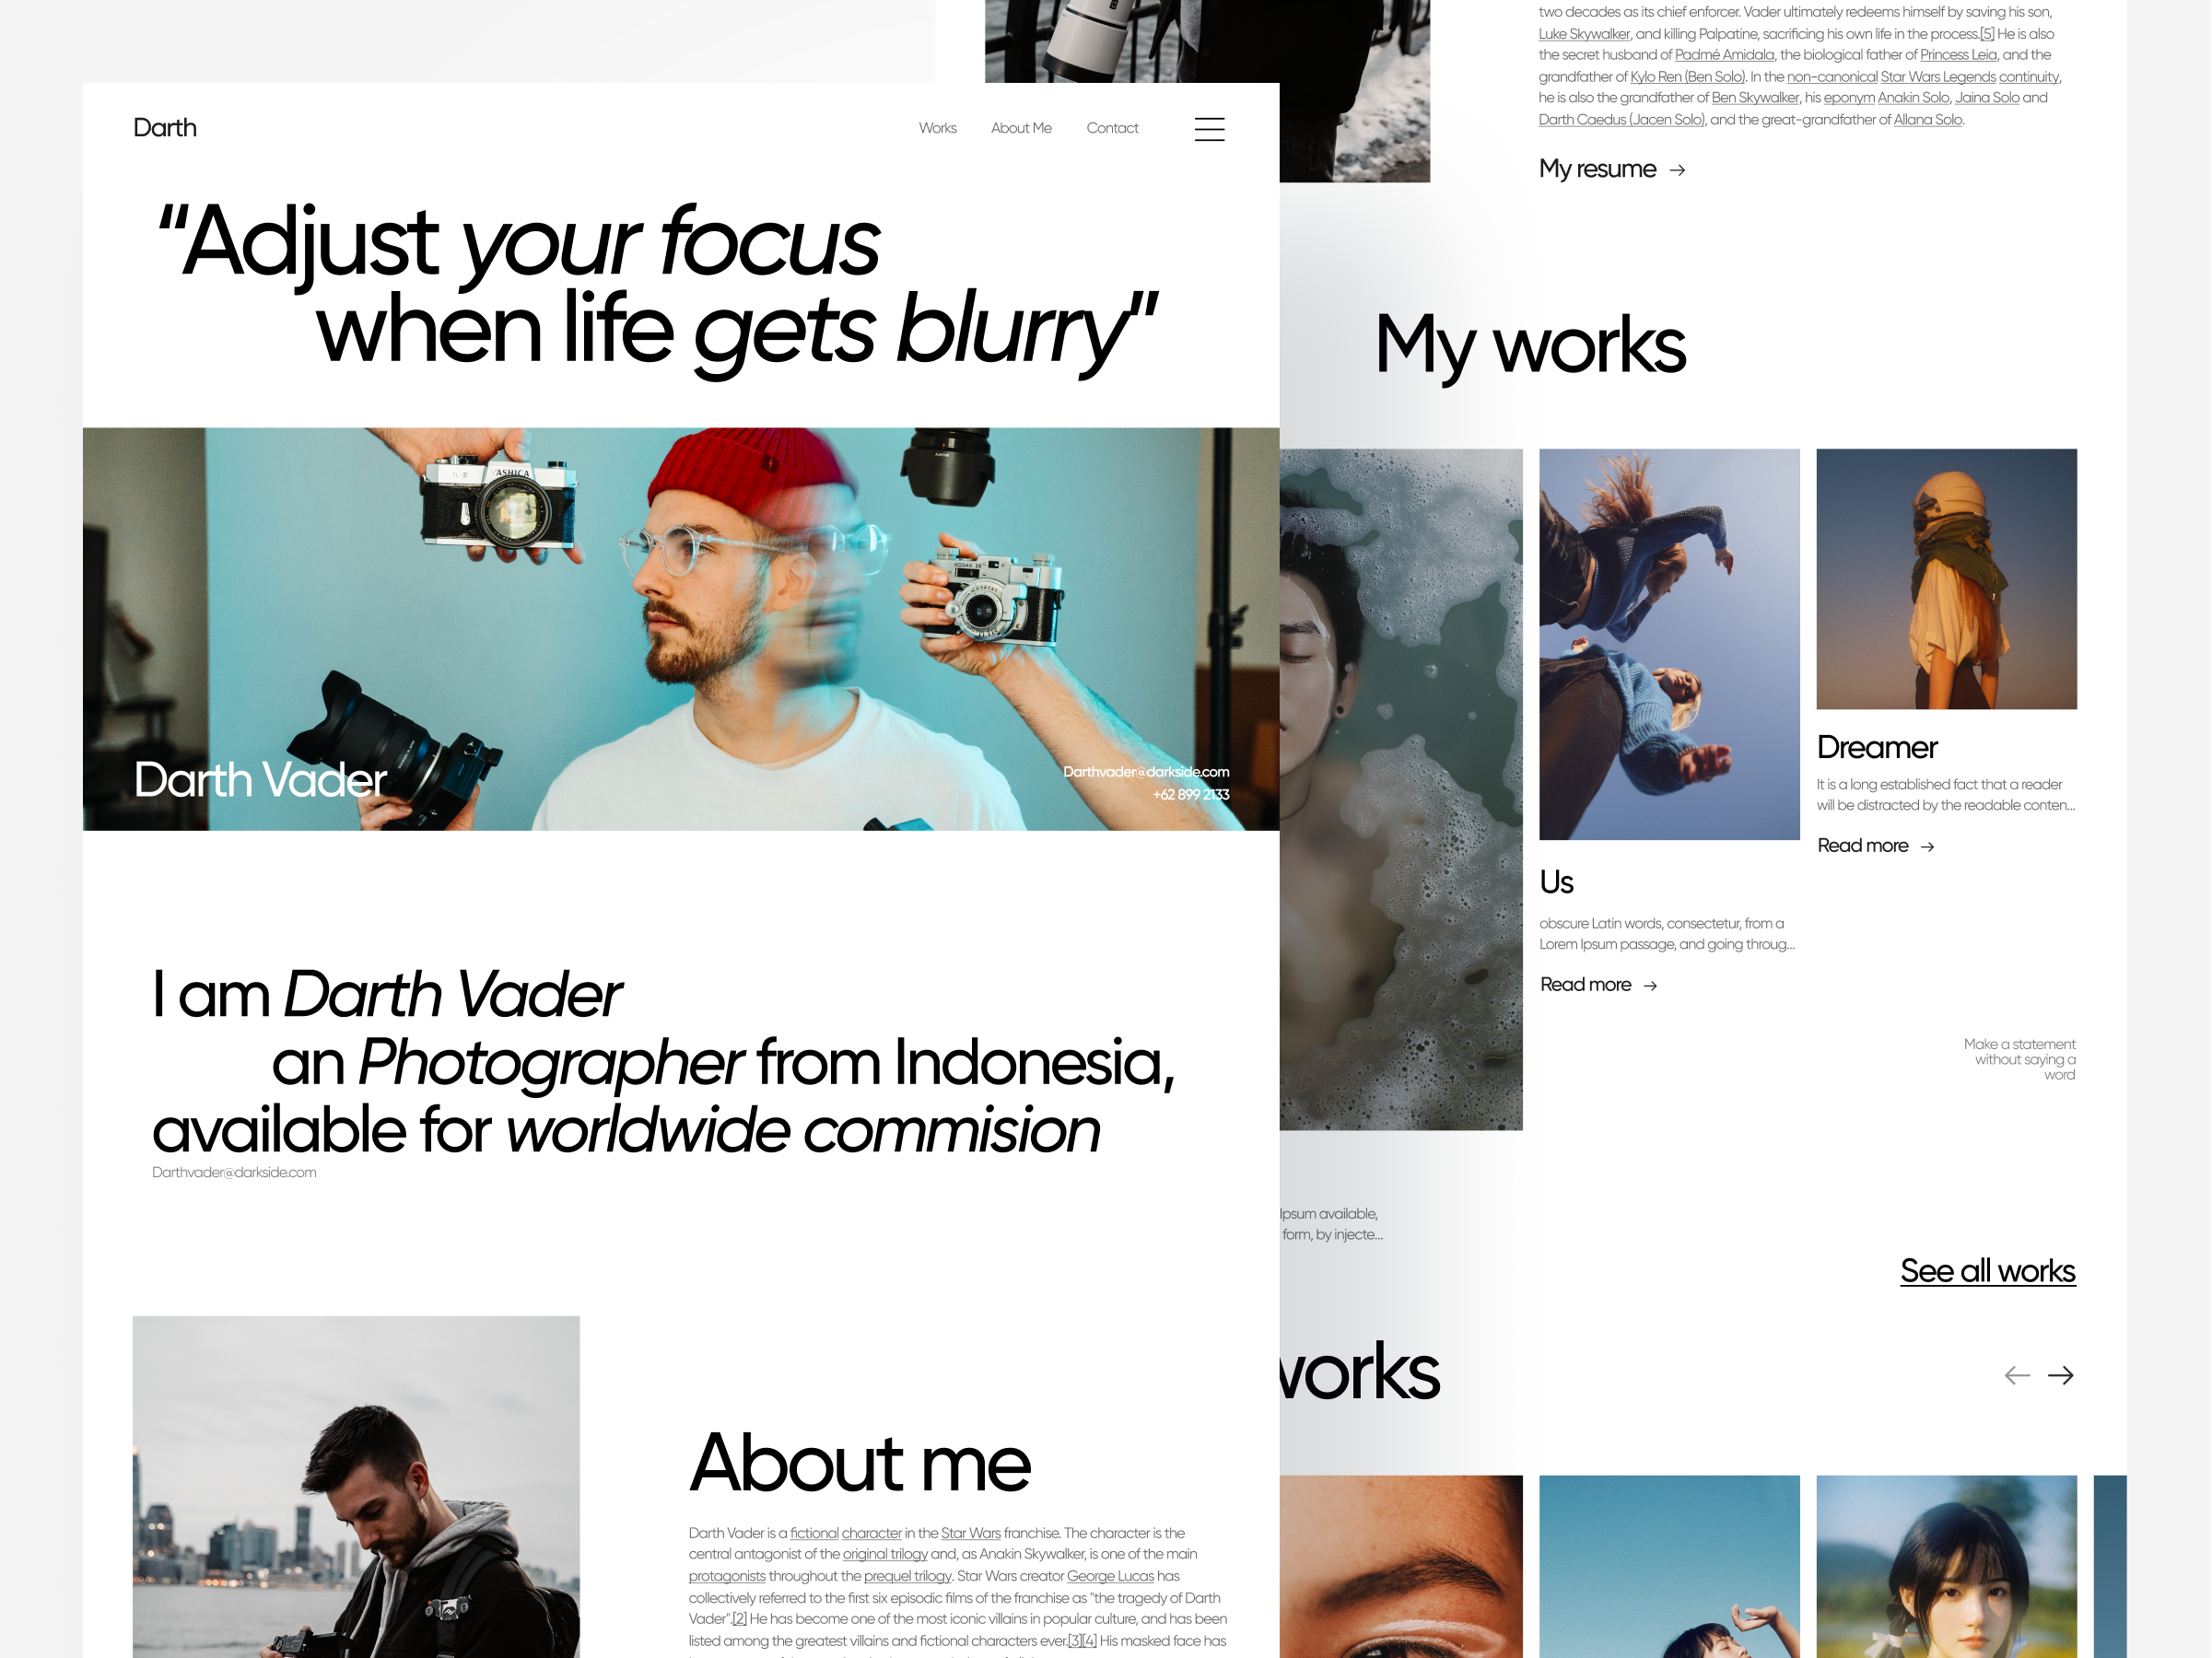 Darth
Works
About Me
Contact
“Adjust your focus
when life gets blurry”
YASHICA
KODAK 35
SONY
Darth Vader
Darthvader@darkside.com
+62 899 2133
I am Darth Vader
an Photographer from Indonesia,
available for worldwide commision
Darthvader@darkside.com
About me
Darth Vader is a fictional character in the Star Wars franchise. The character is the
central antagonist of the original trilogy and, as Anakin Skywalker, is one of the main
protagonists throughout the prequel trilogy. Star Wars creator George Lucas has
collectively referred to the first six episodic films of the franchise as "the tragedy of Darth
Vader".[2] He has become one of the most iconic villains in popular culture, and has been
listed among the greatest villains and fictional characters ever.[3][4] His masked face has
two decades as its chief enforcer. Vader ultimately redeems himself by saving his son,
Luke Skywalker, and killing Palpatine, sacrificing his own life in the process.[5] He is also
the secret husband of Padmé Amidala, the biological father of Princess Leia, and the
grandfather of Kylo Ren (Ben Solo). In the non-canonical Star Wars Legends continuity,
he is also the grandfather of Ben Skywalker, his eponym Anakin Solo, Jaina Solo and
Darth Caedus (Jacen Solo), and the great-grandfather of Allana Solo.
My resume →
My works
Dreamer
It is a long established fact that a reader
will be distracted by the readable conten...
Read more →
Us
obscure Latin words, consectetur, from a
Lorem Ipsum passage, and going throug...
Read more →
Make a statement
without saying a
word
Ipsum available,
form, by injecte...
See all works
works
← →